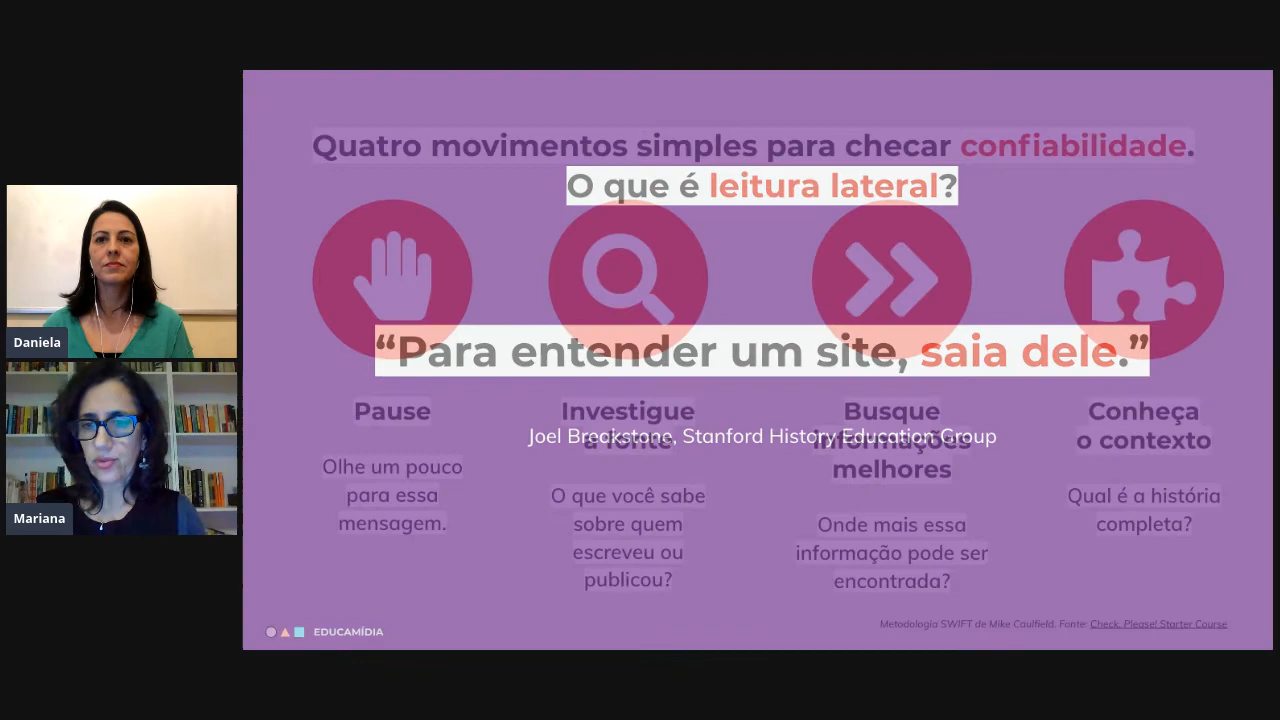 Quatro movimentos simples para checar confiabilidade.
O que é leitura lateral?
“Para entender um site, saia dele.”
Joel Breakstone, Stanford History Education Group
Pause
Olhe um pouco
para essa
mensagem.
Investigue
a fonte
O que você sabe
sobre quem
escreveu ou
publicou?
Busque
informações
melhores
Onde mais essa
informação pode ser
encontrada?
Conheça
o contexto
Qual é a história
completa?
Daniela
Mariana
EDUCAMÍDIA
Metodologia SWIFT de Mike Caulfield. Fonte: Check, Please! Starter Course